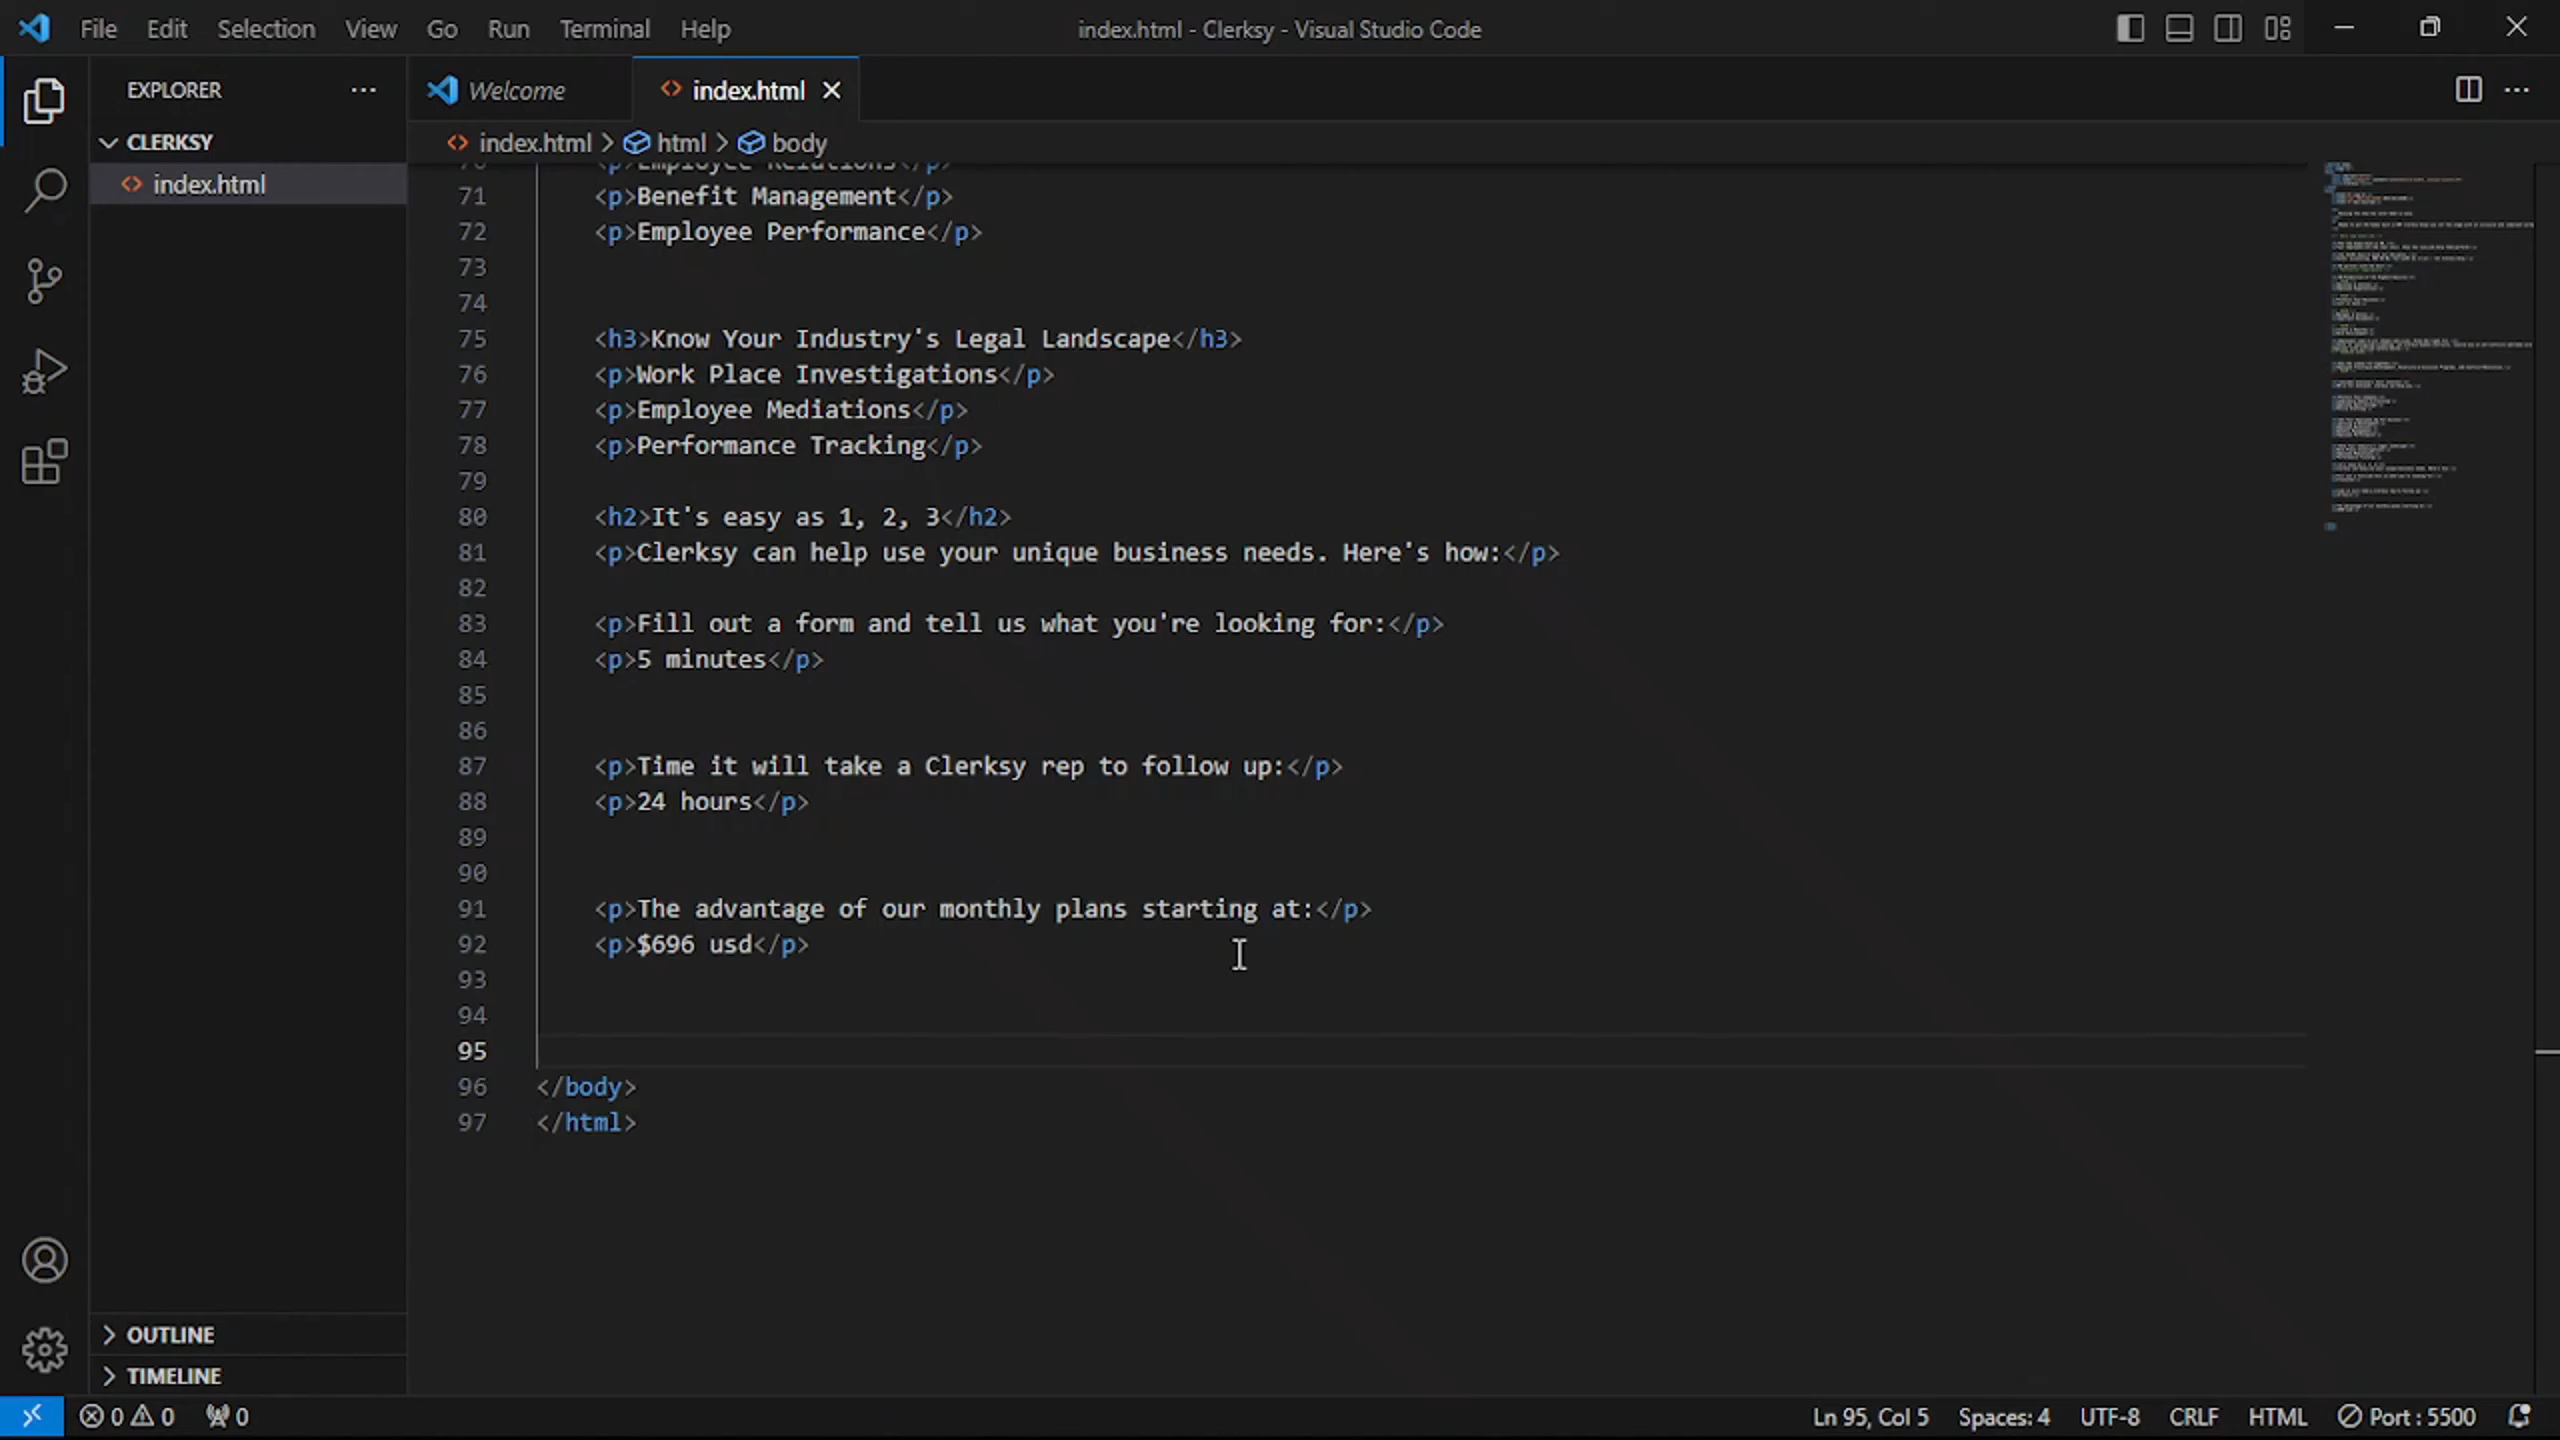 File Edit Selection View Go Run Terminal Help
index.html - Clerksy - Visual Studio Code
EXPLORER
Welcome
index.html
CLERKSY
index.html > html > body
index.html
70 <p>Employee Relations</p>
71 <p>Benefit Management</p>
72 <p>Employee Performance</p>
73
74
75 <h3>Know Your Industry's Legal Landscape</h3>
76 <p>Work Place Investigations</p>
77 <p>Employee Mediations</p>
78 <p>Performance Tracking</p>
79
80 <h2>It's easy as 1, 2, 3</h2>
81 <p>Clerksy can help use your unique business needs. Here's how:</p>
82
83 <p>Fill out a form and tell us what you're looking for:</p>
84 <p>5 minutes</p>
85
86
87 <p>Time it will take a Clerksy rep to follow up:</p>
88 <p>24 hours</p>
89
90
91 <p>The advantage of our monthly plans starting at:</p>
92 <p>$696 usd</p>
93
94
95
96 </body>
97 </html>
OUTLINE
TIMELINE
0 0 0
Ln 95, Col 5 Spaces: 4 UTF-8 CRLF HTML Port : 5500